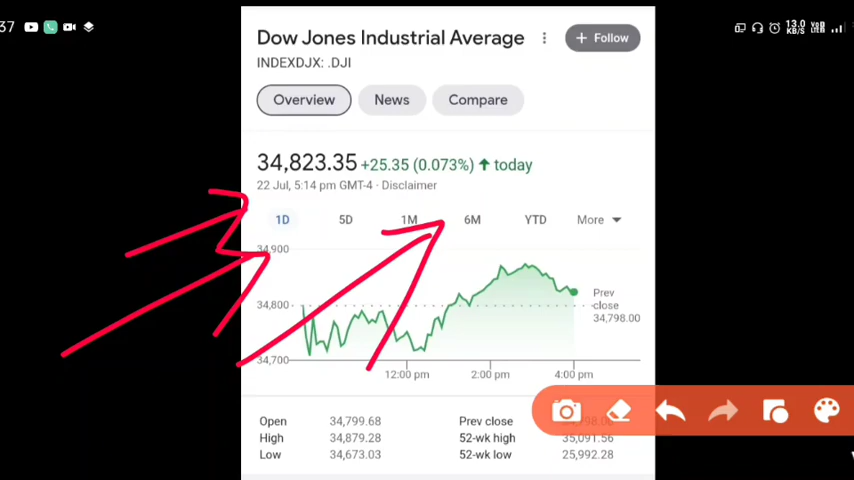 37
13.0 KB/S
Dow Jones Industrial Average
Follow
INDEXDJX: .DJI
Overview News Compare
34,823.35 +25.35 (0.073%) ↑ today
22 Jul, 5:14 pm GMT-4 · Disclaimer
1D 5D 1M 6M YTD More
34,900
34,800
34,700
Prev
close
34,798.00
12:00 pm 2:00 pm 4:00 pm
Open 34,799.68 Prev close
High 34,879.28 52-wk high 35,091.56
Low 34,673.03 52-wk low 25,992.28